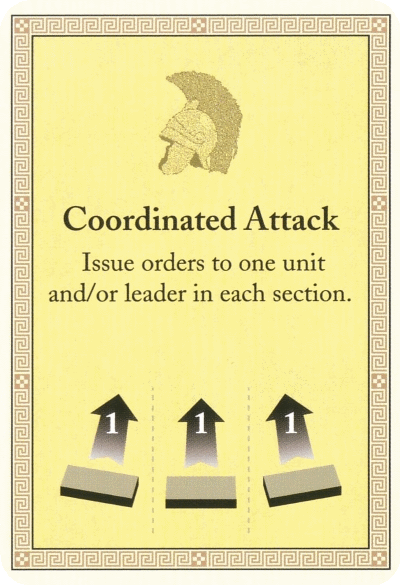 Coordinated Attack
Issue orders to one unit
and/or leader in each section.
1 1 1